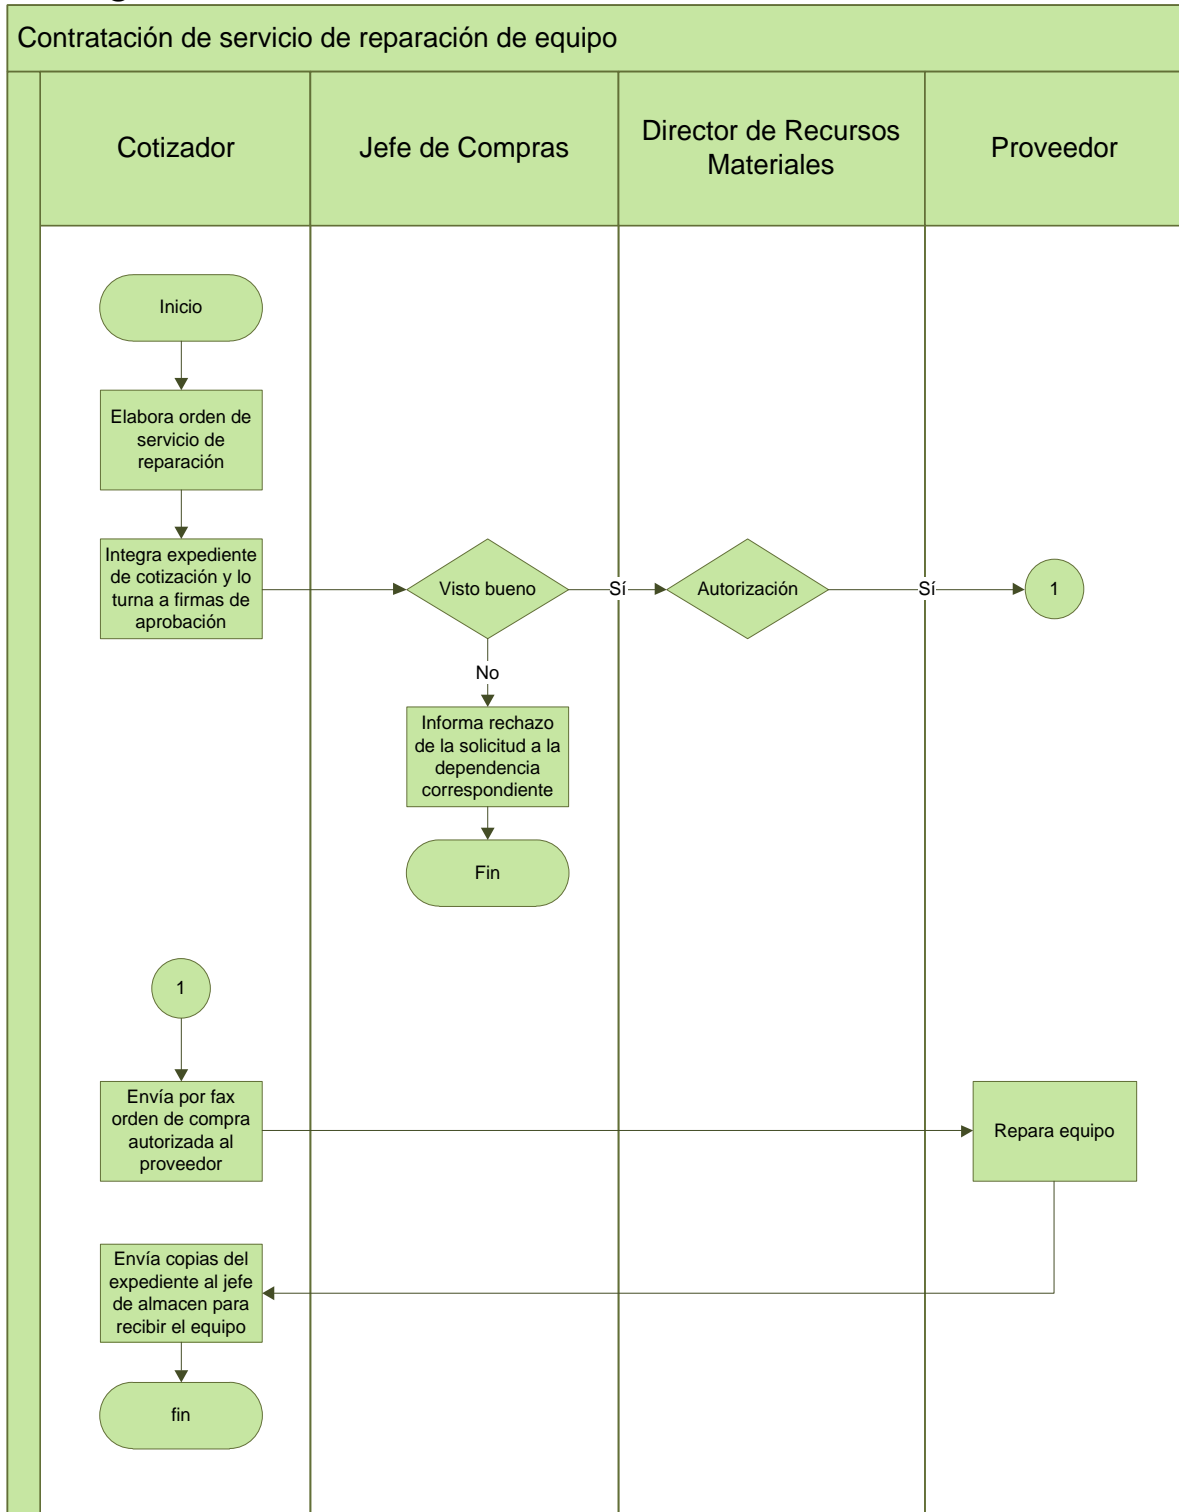 Contratación de servicio de reparación de equipo
Cotizador
Jefe de Compras
Director de Recursos
Materiales
Proveedor
Inicio
Elabora orden de
servicio de
reparación
Integra expediente
de cotización y lo
turna a firmas de
aprobación
Visto bueno
Sí
Autorización
Sí
1
No
Informa rechazo
de la solicitud a la
dependencia
correspondiente
Fin
1
Envía por fax
orden de compra
autorizada al
proveedor
Repara equipo
Envía copias del
expediente al jefe
de almacen para
recibir el equipo
fin